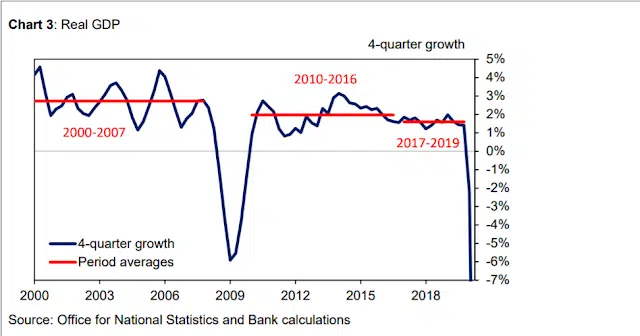 Chart 3: Real GDP
4-quarter growth
5%
4%
3%
2%
1%
0%
-1%
-2%
-3%
-4%
-5%
-6%
-7%
2010-2016
2000-2007
2017-2019
4-quarter growth
Period averages
2000 2003 2006 2009 2012 2015 2018
Source: Office for National Statistics and Bank calculations